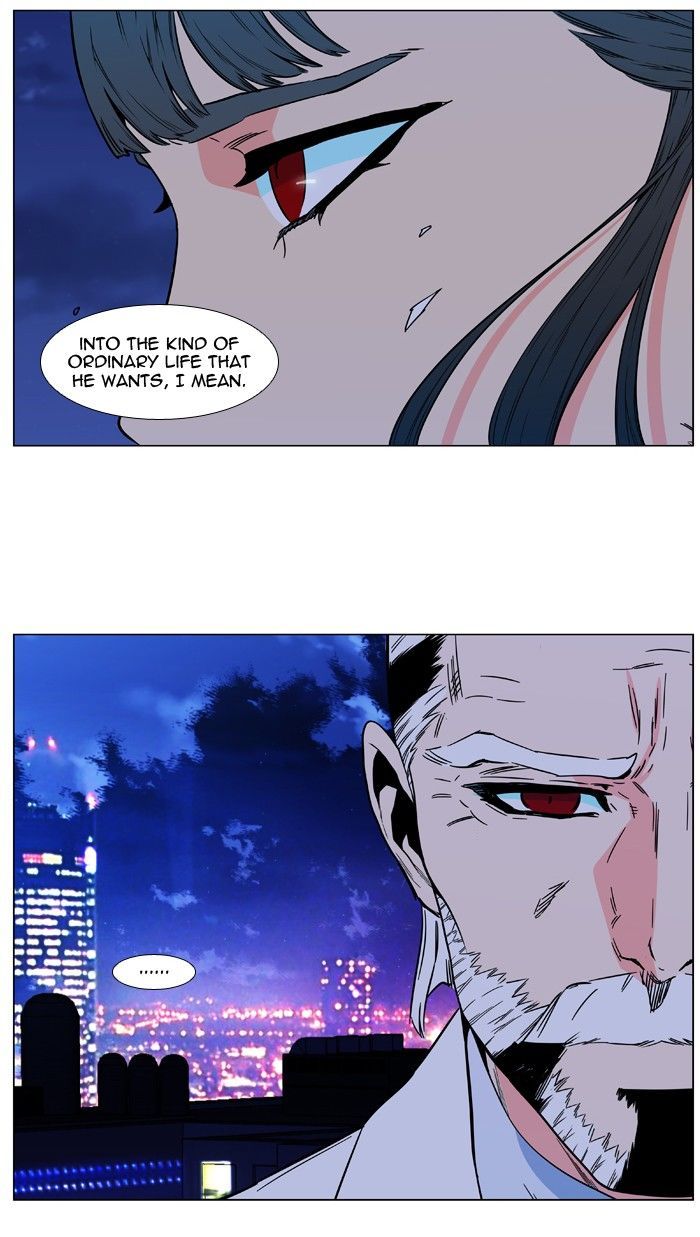 INTO THE KIND OF
ORDINARY LIFE THAT
HE WANTS, I MEAN.
......